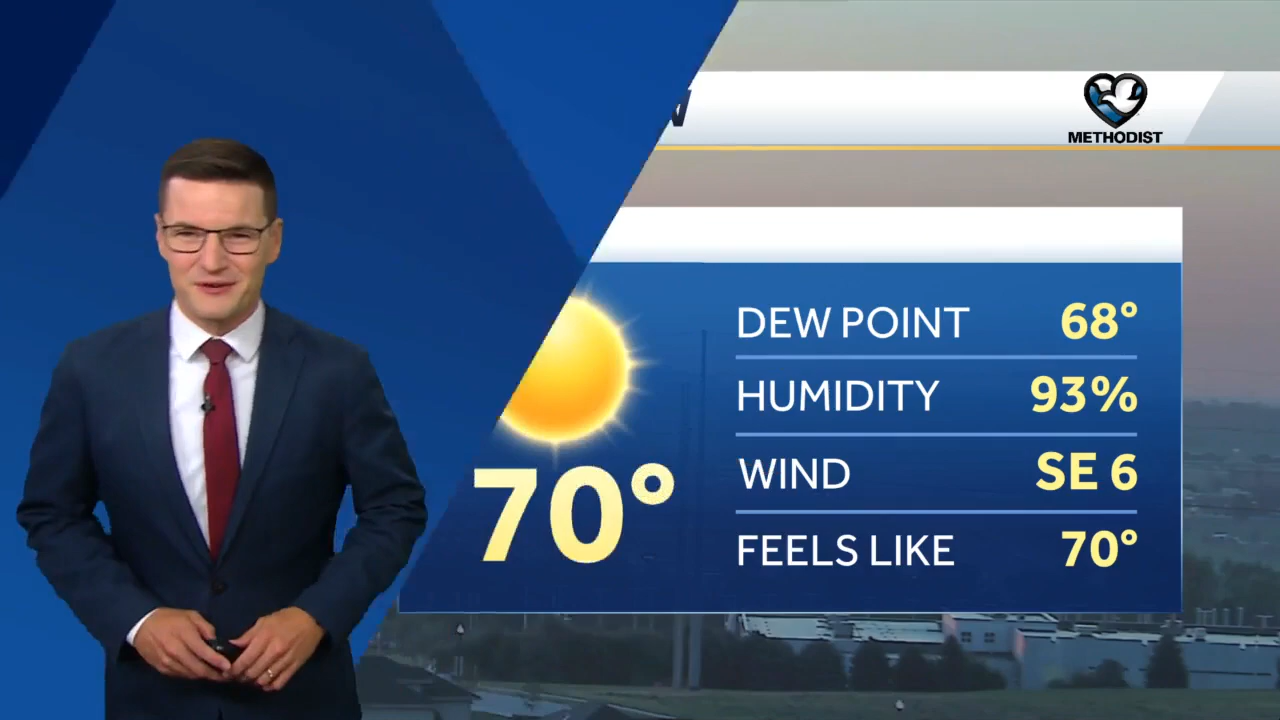 METHODIST
DEW POINT 68°
HUMIDITY 93%
WIND SE 6
FEELS LIKE 70°
70°